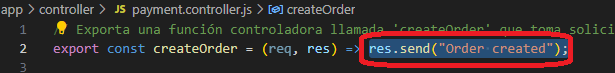 app > controller > JS payment.controller.js > createOrder
1 // Exporta una función controladora llamada 'createOrder' que toma solici
2 export const createOrder = (req, res) => res.send("Order created");